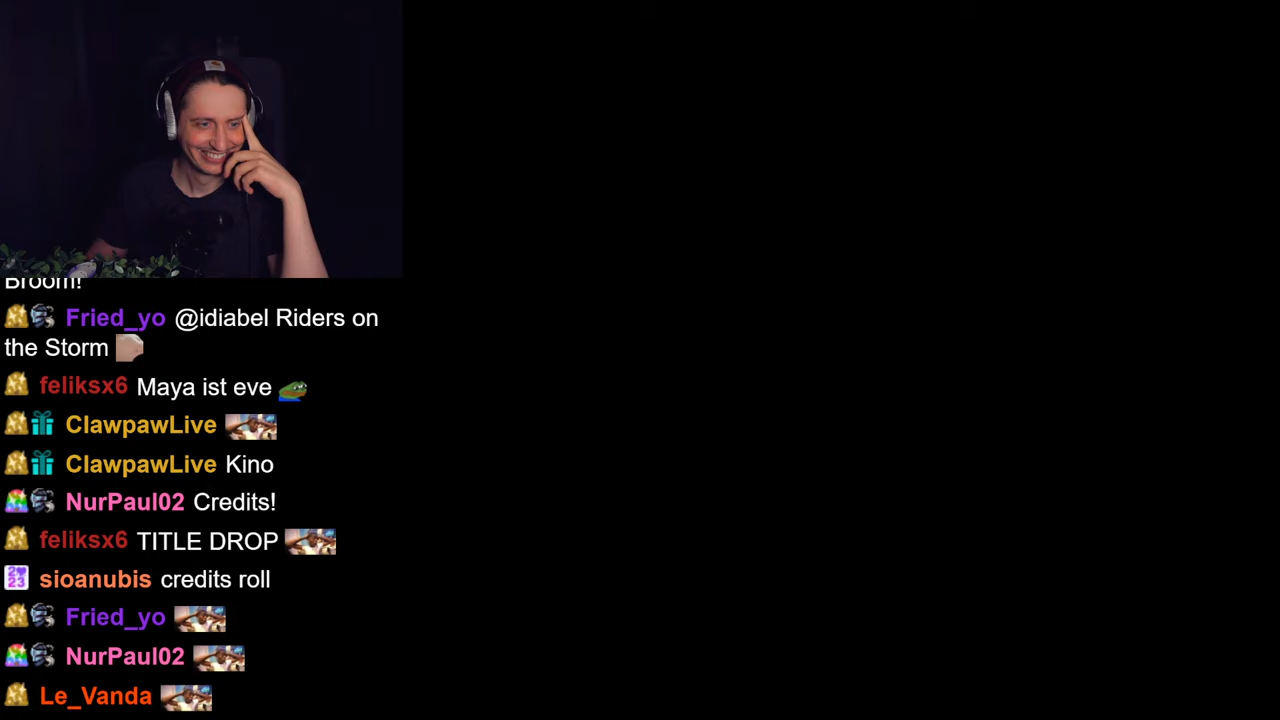 Broom!
Fried_yo @idiabel Riders on
the Storm
feliksx6 Maya ist eve
ClawpawLive
ClawpawLive Kino
NurPaul02 Credits!
feliksx6 TITLE DROP
sioanubis credits roll
Fried_yo
NurPaul02
Le_Vanda